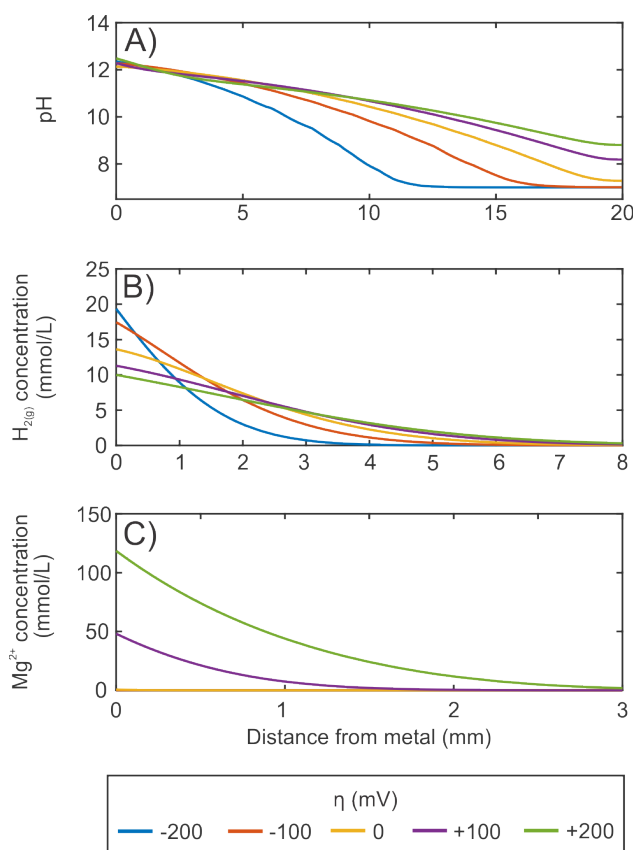 A)
14
12
10
8
pH
0 5 10 15 20
B)
25
20
15
10
5
0
H2(g) concentration
(mmol/L)
0 1 2 3 4 5 6 7 8
C)
150
100
50
0
Mg2+ concentration
(mmol/L)
0 1 2 3
Distance from metal (mm)
η (mV)
-200 -100 0 +100 +200